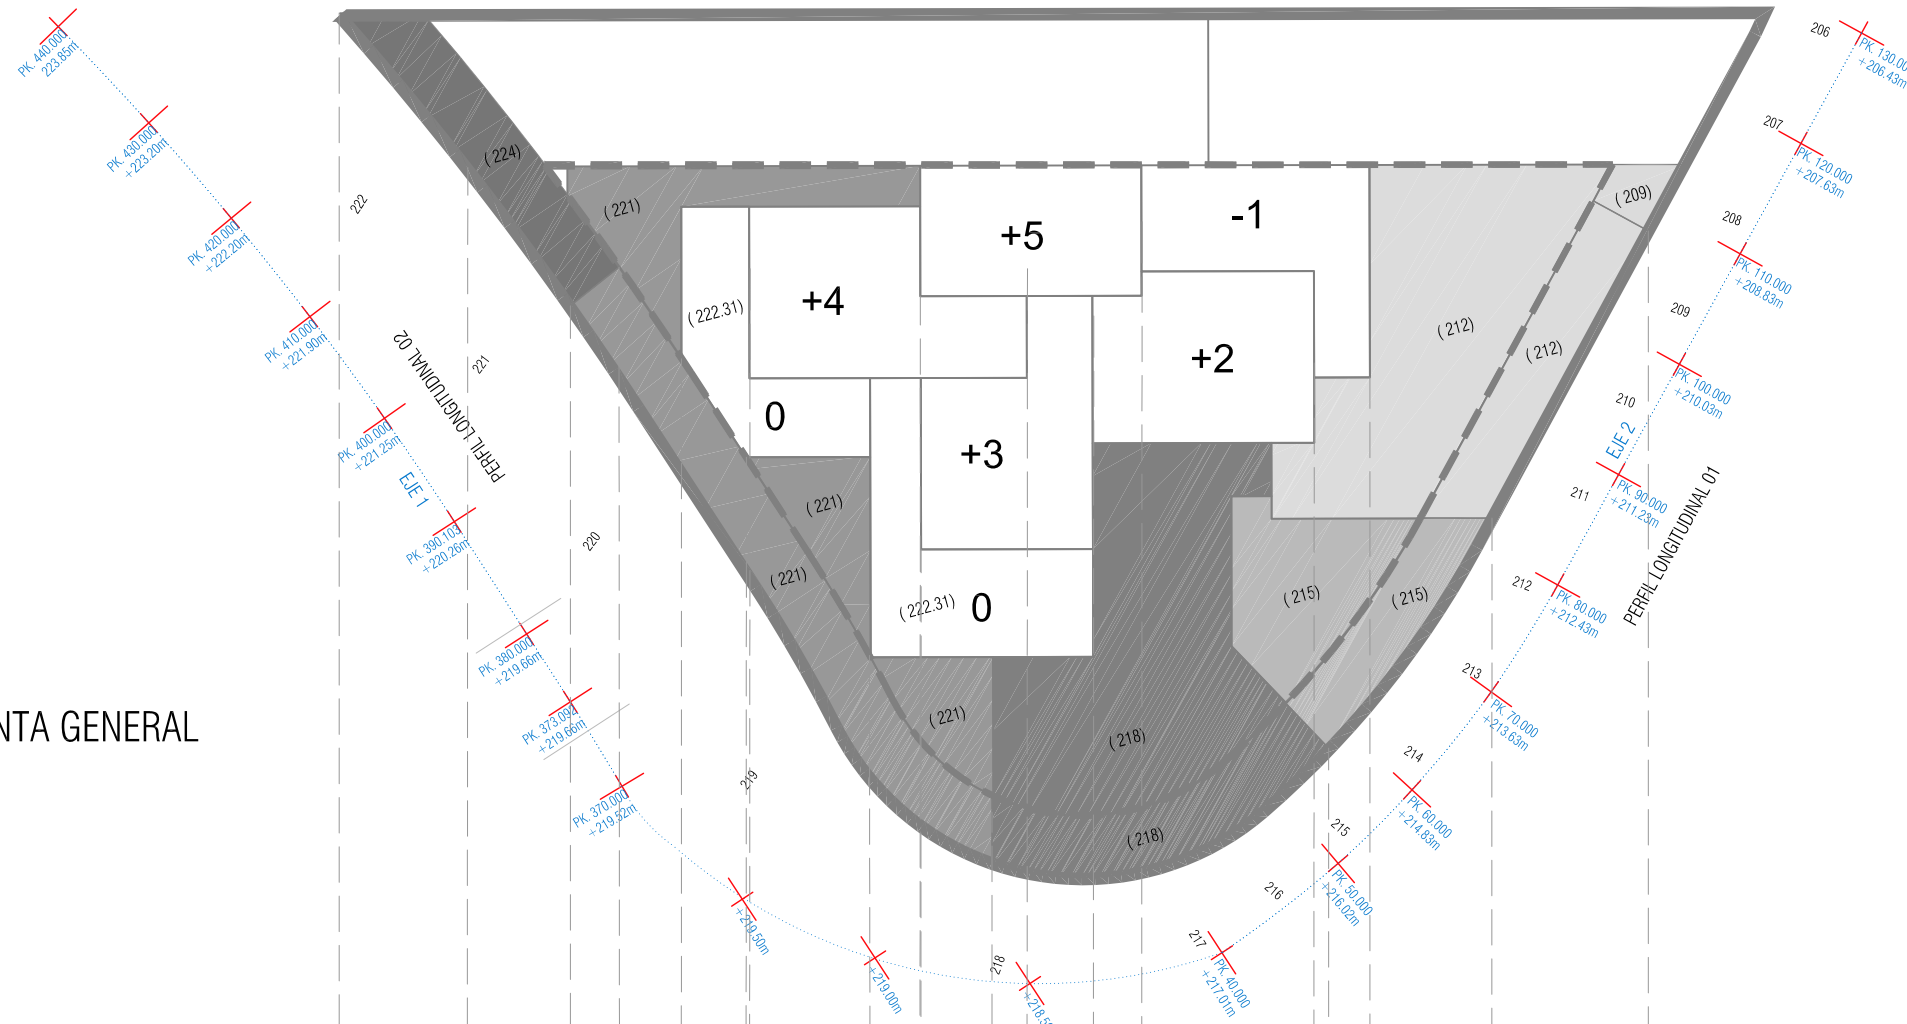 PK. 440.000
223.85m
PK. 430.000
+223.20m
PK. 420.000
+222.20m
PK. 410.000
+221.90m
PK. 400.000
+221.25m
EJE 1
PK. 390.103
+220.26m
PK. 380.000
+219.66m
PK. 373.092
+219.66m
PK. 370.000
+219.52m
+219.50m
+219.00m
+218.5
PK. 40.000
+217.01m
PK. 50.000
+216.02m
PK. 60.000
+214.83m
PK. 70.000
+213.63m
PK. 80.000
+212.43m
PK. 90.000
+211.23m
EJE 2
PK. 100.000
+210.03m
PK. 110.000
+208.83m
PK. 120.000
+207.63m
PK. 130.00
+206.43m
PERFIL LONGITUDINAL 02
PERFIL LONGITUDINAL 01
222
221
220
219
218
217
216
215
214
213
212
211
210
209
208
207
206
( 224)
( 221)
( 222.31)
+4
+5
-1
( 209)
( 212)
( 212)
+2
0
+3
( 221)
( 221)
( 222.31)
0
( 215)
( 215)
( 221)
( 218)
( 218)
NTA GENERAL